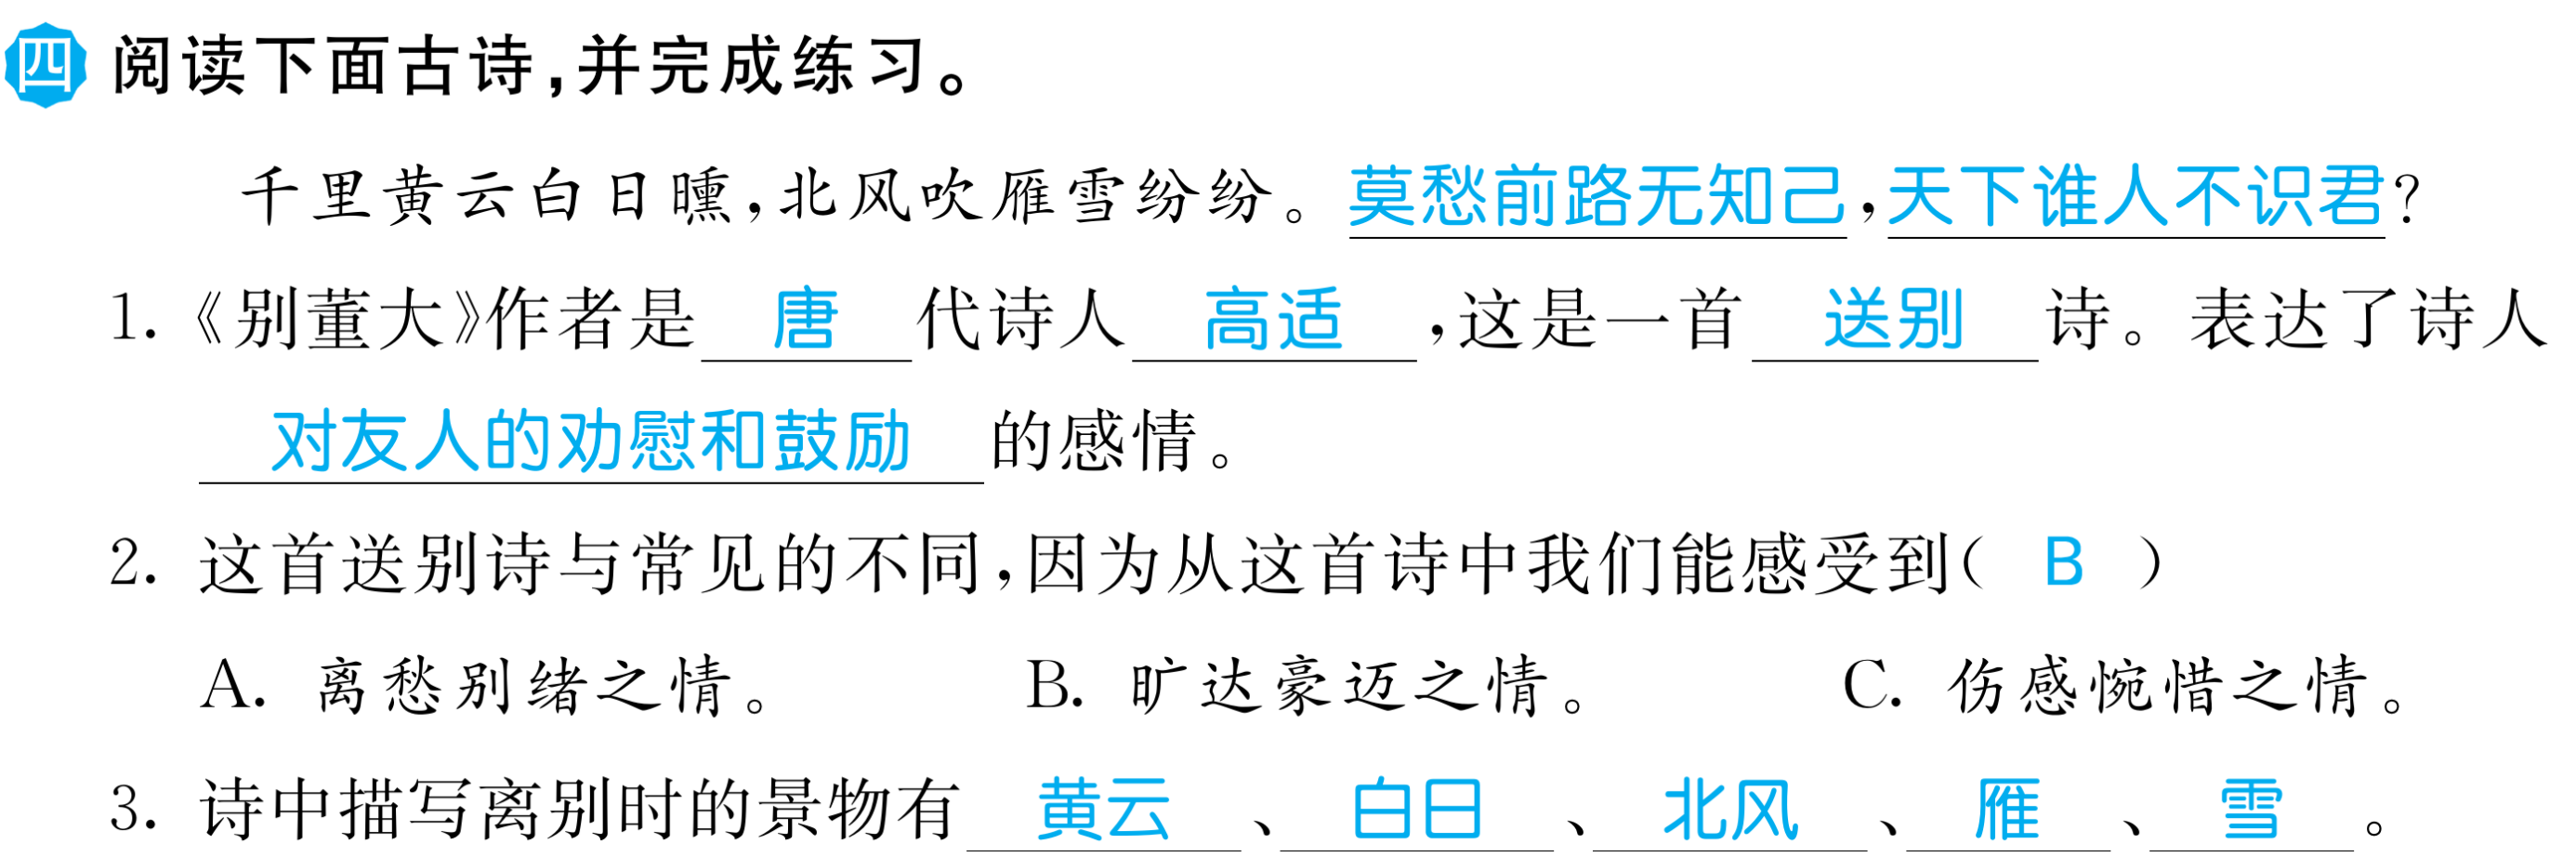 四 阅读下面古诗,并完成练习。
千里黄云白日曛,北风吹雁雪纷纷。莫愁前路无知己,天下谁人不识君?
1.《别董大》作者是 唐 代诗人 高适 ,这是一首 送别 诗。表达了诗人
对友人的劝慰和鼓励 的感情。
2. 这首送别诗与常见的不同,因为从这首诗中我们能感受到( B )
A. 离愁别绪之情。 B. 旷达豪迈之情。 C. 伤感惋惜之情。
3. 诗中描写离别时的景物有 黄云 、 白日 、 北风 、 雁 、 雪 。